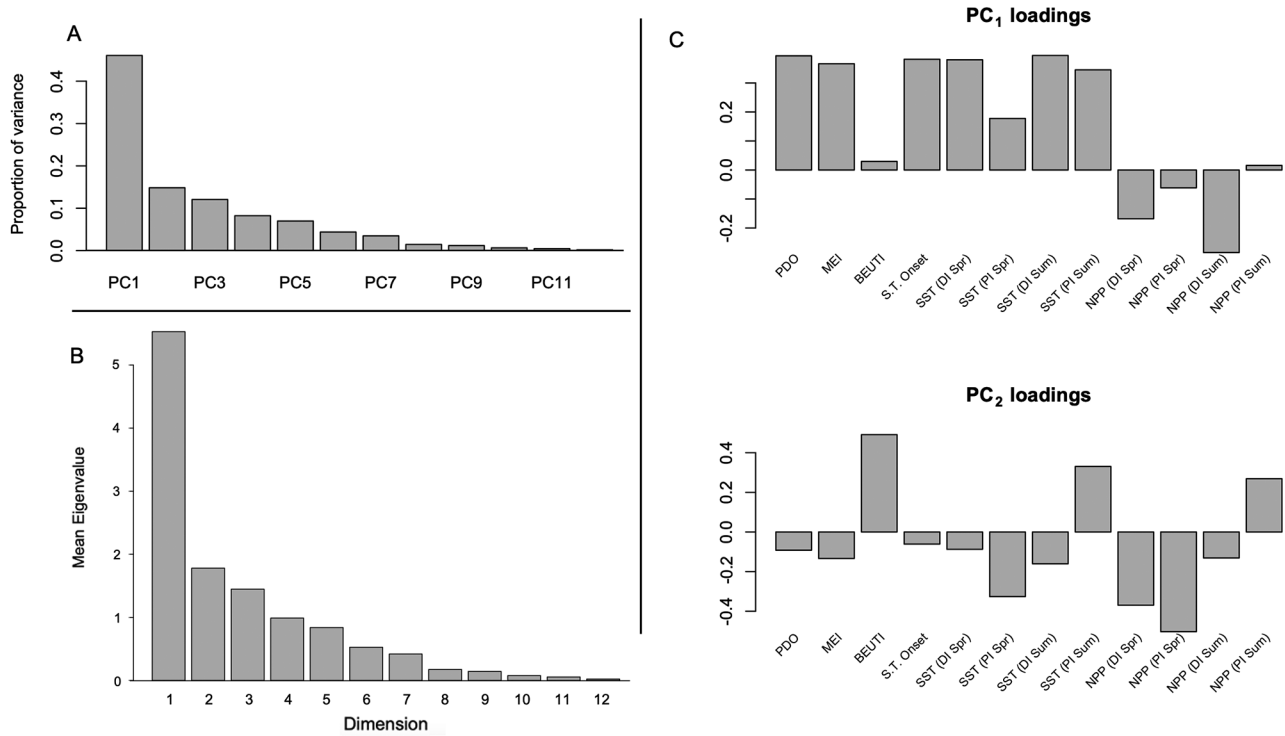 A
Proportion of variance
0.4
0.3
0.2
0.1
0.0
PC1 PC3 PC5 PC7 PC9 PC11
B
Mean Eigenvalue
5
4
3
2
1
0
1 2 3 4 5 6 7 8 9 10 11 12
Dimension
C
PC1 loadings
0.2
0.0
-0.2
PDO MEI BEUTI S.T. Onset SST (DI Spr) SST (PI Spr) SST (DI Sum) SST (PI Sum) NPP (DI Spr) NPP (PI Spr) NPP (DI Sum) NPP (PI Sum)
PC2 loadings
0.4
0.2
0.0
-0.2
-0.4
PDO MEI BEUTI S.T. Onset SST (DI Spr) SST (PI Spr) SST (DI Sum) SST (PI Sum) NPP (DI Spr) NPP (PI Spr) NPP (DI Sum) NPP (PI Sum)